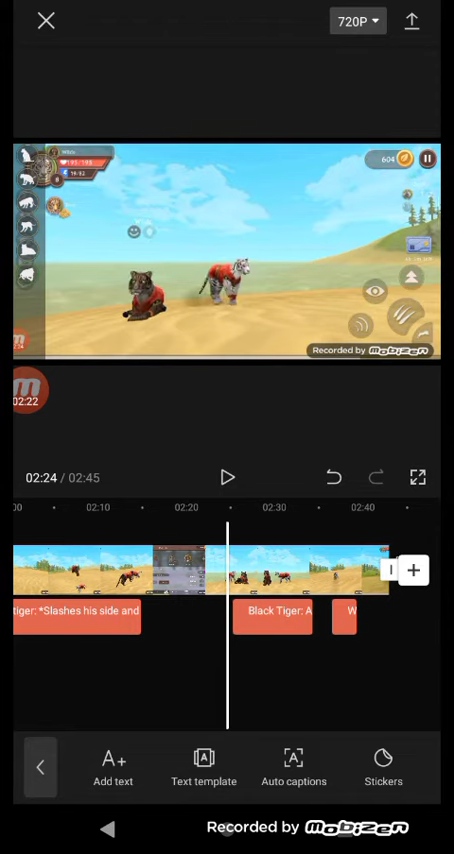 720P
604
Recorded by mobizen
02:22
02:24 / 02:45
00
02:10
02:20
02:30
02:40
tiger: *Slashes his side and
Black Tiger: A
W
A+
A
A
Add text
Text template
Auto captions
Stickers
Recorded by mobizen